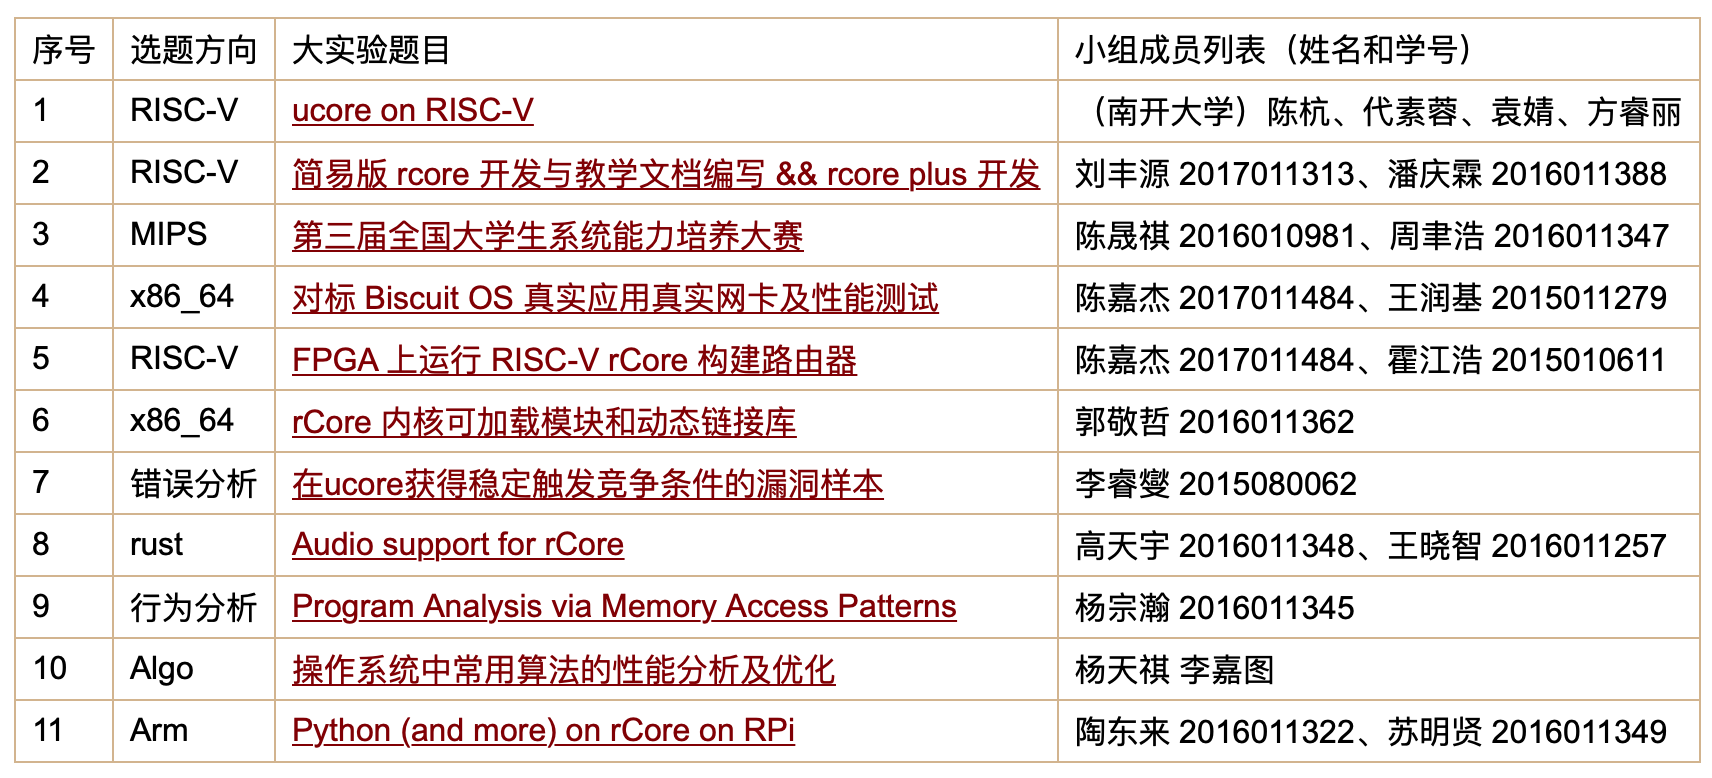 序号 选题方向 大实验题目 小组成员列表（姓名和学号）
1 RISC-V ucore on RISC-V （南开大学）陈杭、代素蓉、袁婧、方睿丽
2 RISC-V 简易版 rcore 开发与教学文档编写 && rcore plus 开发 刘丰源 2017011313、潘庆霖 2016011388
3 MIPS 第三届全国大学生系统能力培养大赛 陈晟祺 2016010981、周聿浩 2016011347
4 x86_64 对标 Biscuit OS 真实应用真实网卡及性能测试 陈嘉杰 2017011484、王润基 2015011279
5 RISC-V FPGA 上运行 RISC-V rCore 构建路由器 陈嘉杰 2017011484、霍江浩 2015010611
6 x86_64 rCore 内核可加载模块和动态链接库 郭敬哲 2016011362
7 错误分析 在ucore获得稳定触发竞争条件的漏洞样本 李睿燮 2015080062
8 rust Audio support for rCore 高天宇 2016011348、王晓智 2016011257
9 行为分析 Program Analysis via Memory Access Patterns 杨宗瀚 2016011345
10 Algo 操作系统中常用算法的性能分析及优化 杨天祺 李嘉图
11 Arm Python (and more) on rCore on RPi 陶东来 2016011322、苏明贤 2016011349